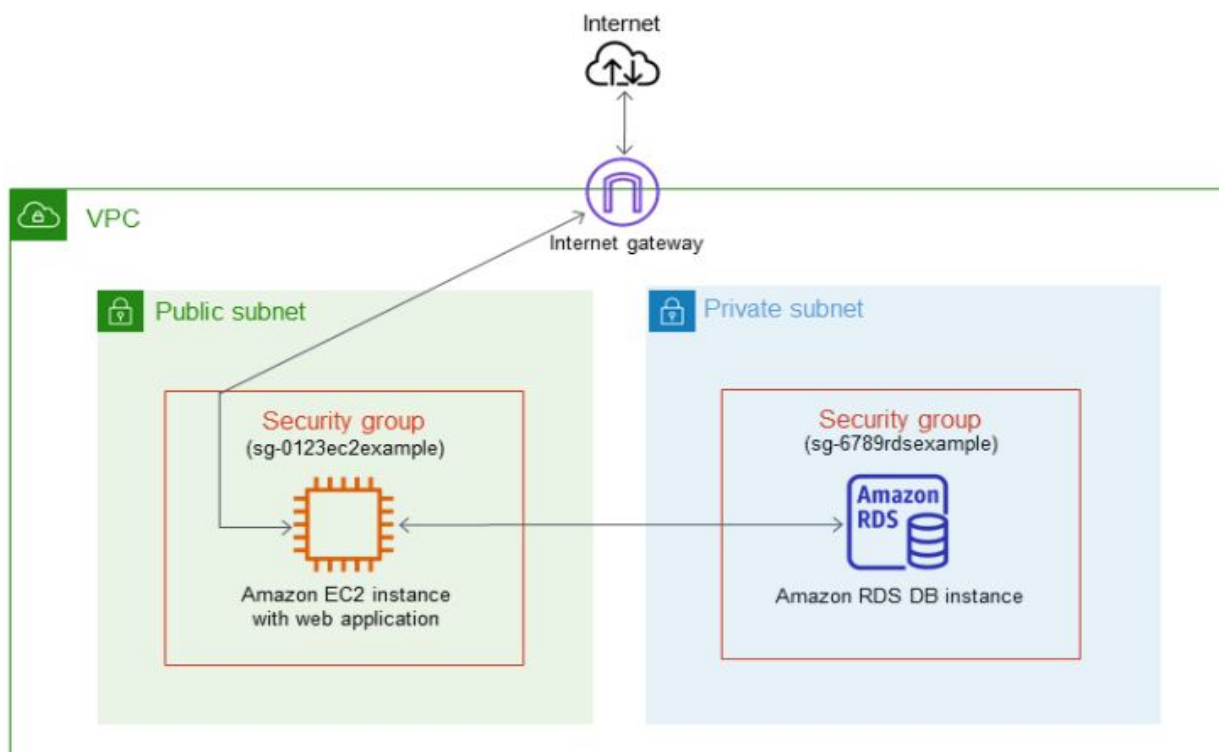 Internet
VPC
Internet gateway
Public subnet
Private subnet
Security group
(sg-0123ec2example)
Amazon EC2 instance
with web application
Security group
(sg-6789rdsexample)
Amazon
RDS
Amazon RDS DB instance